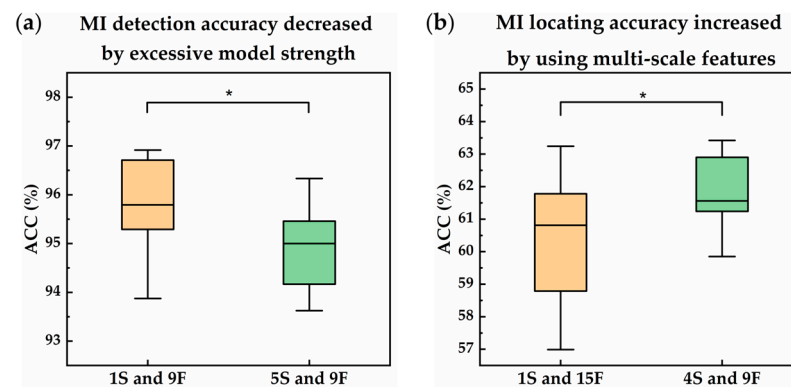 (a) MI detection accuracy decreased
by excessive model strength
98
97
96
95
94
93
ACC (%)
*
1S and 9F
5S and 9F
(b) MI locating accuracy increased
by using multi-scale features
65
64
63
62
61
60
59
58
57
ACC (%)
*
1S and 15F
4S and 9F